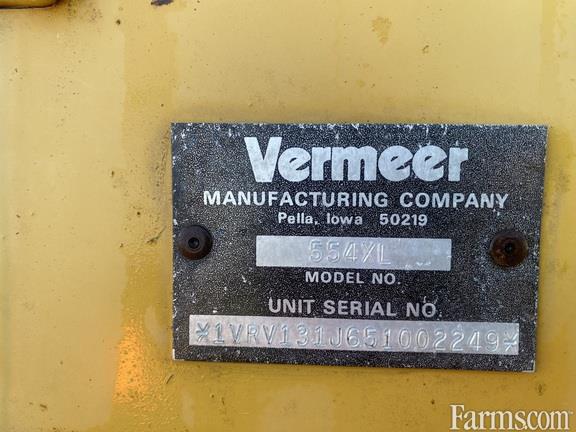 Vermeer
MANUFACTURING COMPANY
Pella, Iowa 50219
554XL
MODEL NO.
UNIT SERIAL NO.
*1VRV131J651002249*
Farms.com